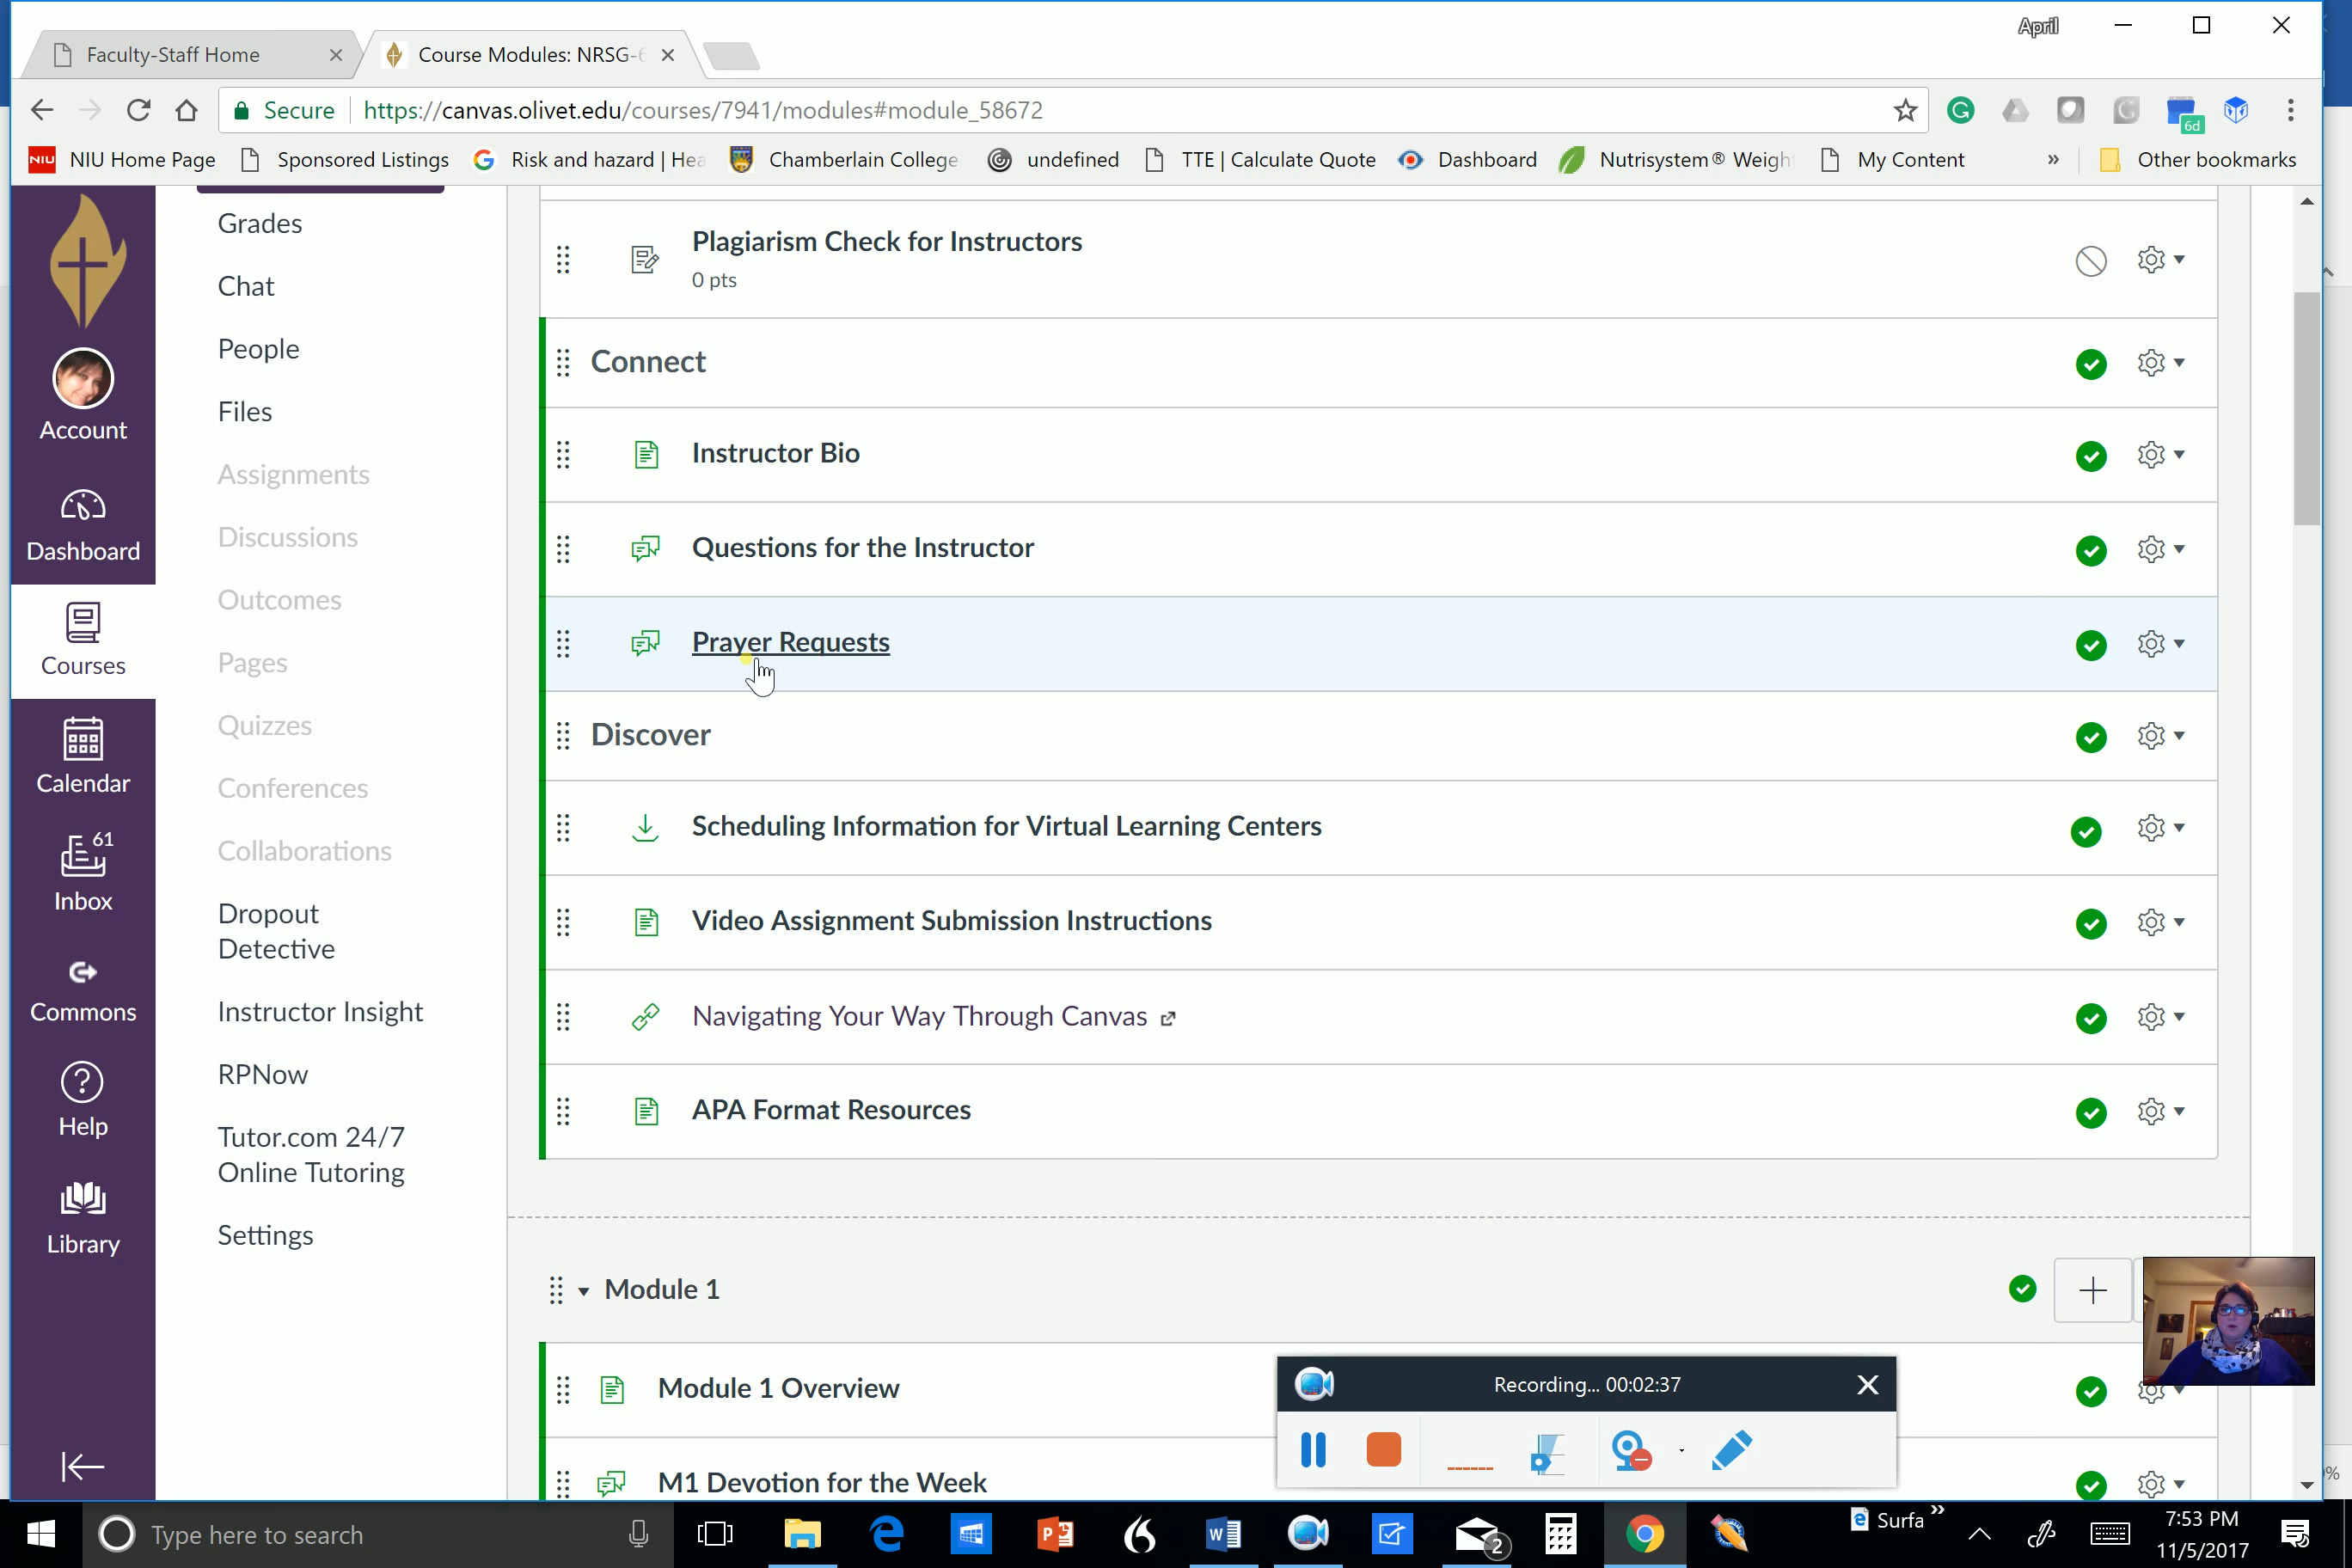 April
Faculty-Staff Home
Course Modules: NRSG-6
Secure https://canvas.olivet.edu/courses/7941/modules#module_58672
6d
NIU NIU Home Page Sponsored Listings Risk and hazard | Hea Chamberlain College undefined TTE | Calculate Quote Dashboard Nutrisystem® Weigh My Content » Other bookmarks
Account
Dashboard
Courses
Calendar
61
Inbox
Commons
Help
Library
Grades
Chat
People
Files
Assignments
Discussions
Outcomes
Pages
Quizzes
Conferences
Collaborations
Dropout
Detective
Instructor Insight
RPNow
Tutor.com 24/7
Online Tutoring
Settings
Plagiarism Check for Instructors
0 pts
Connect
Instructor Bio
Questions for the Instructor
Prayer Requests
Discover
Scheduling Information for Virtual Learning Centers
Video Assignment Submission Instructions
Navigating Your Way Through Canvas
APA Format Resources
Module 1
Module 1 Overview
M1 Devotion for the Week
Recording... 00:02:37
%
Type here to search
2
Surfa »
7:53 PM
11/5/2017